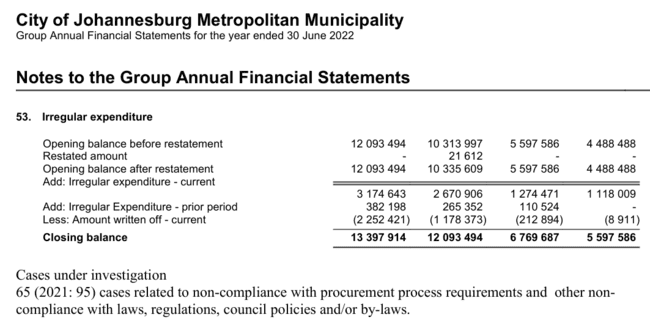 City of Johannesburg Metropolitan Municipality
Group Annual Financial Statements for the year ended 30 June 2022
Notes to the Group Annual Financial Statements
53. Irregular expenditure
Opening balance before restatement 12 093 494 10 313 997 5 597 586 4 488 488
Restated amount - 21 612 - -
Opening balance after restatement 12 093 494 10 335 609 5 597 586 4 488 488
Add: Irregular expenditure - current
3 174 643 2 670 906 1 274 471 1 118 009
Add: Irregular Expenditure - prior period 382 198 265 352 110 524 -
Less: Amount written off - current (2 252 421) (1 178 373) (212 894) (8 911)
Closing balance 13 397 914 12 093 494 6 769 687 5 597 586
Cases under investigation
65 (2021: 95) cases related to non-compliance with procurement process requirements and other non-
compliance with laws, regulations, council policies and/or by-laws.